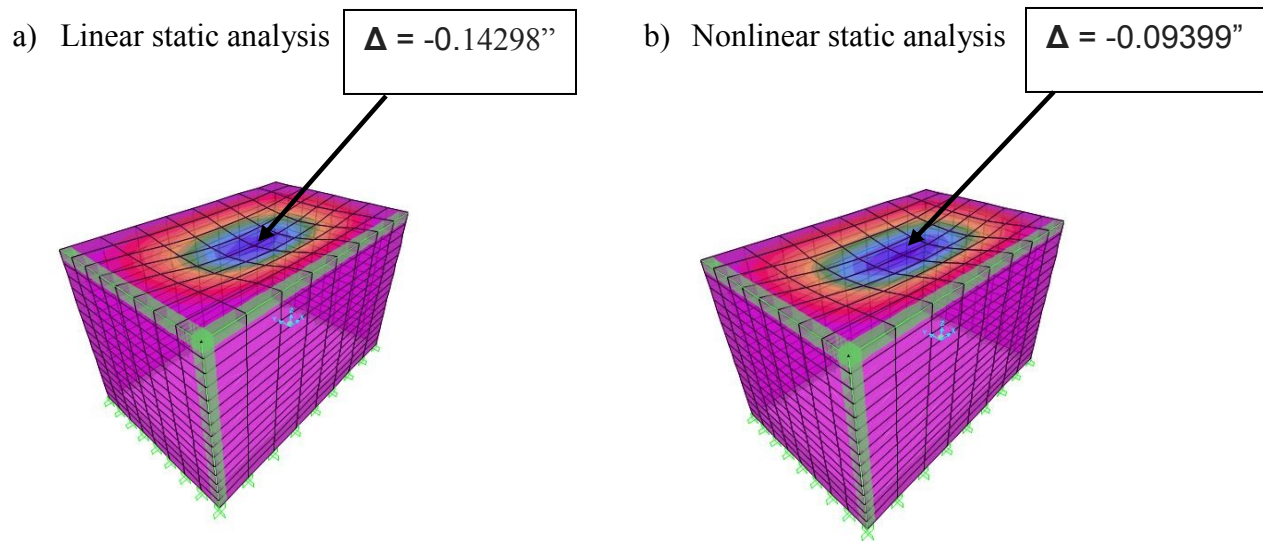 a) Linear static analysis
Δ = -0.14298”
b) Nonlinear static analysis
Δ = -0.09399”